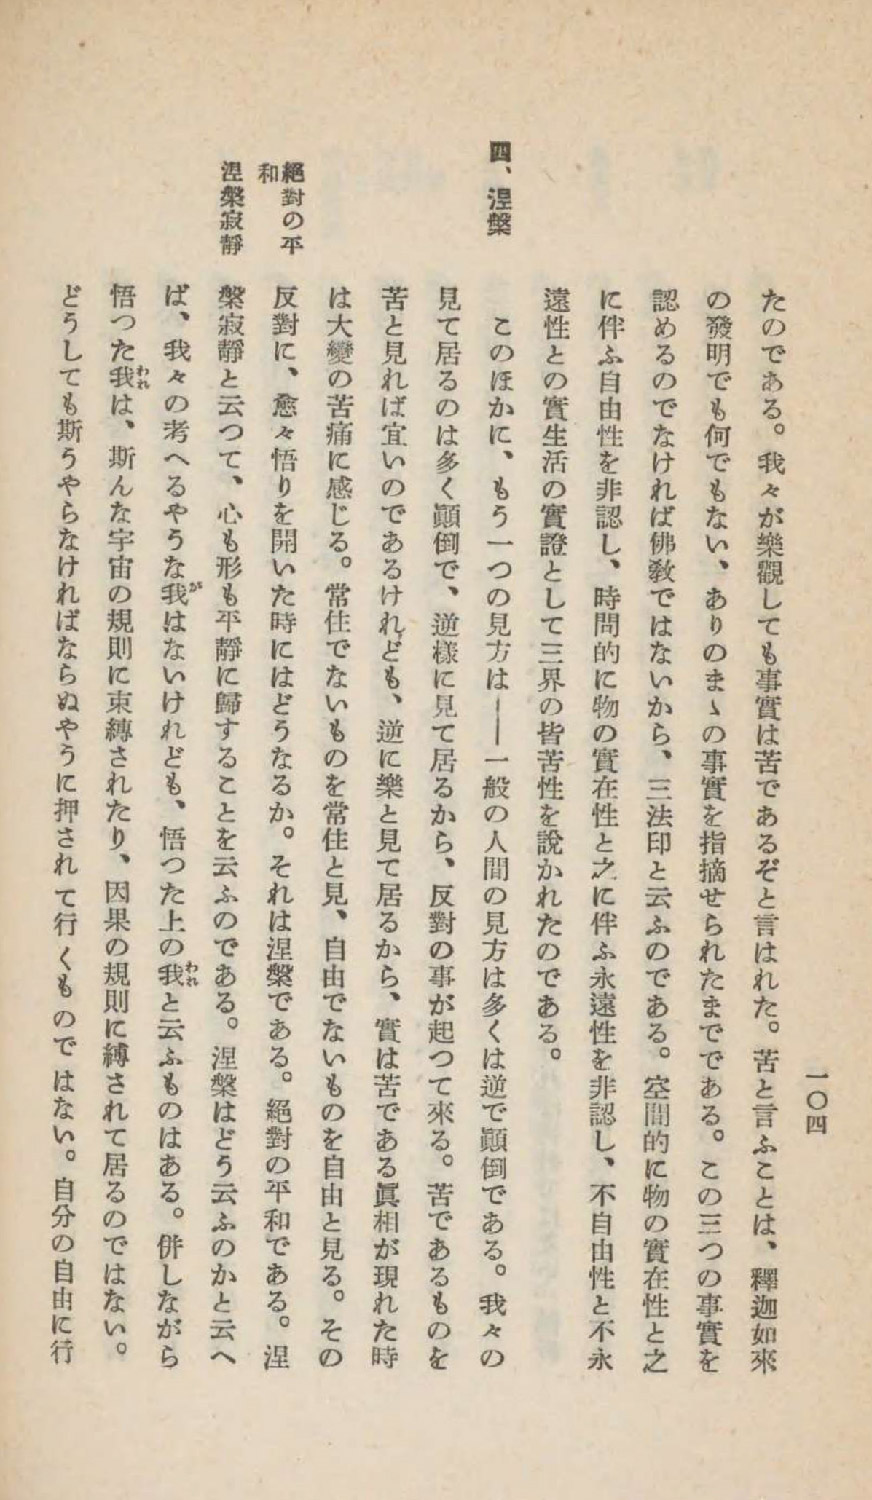 一〇四
たのである。我々が樂觀しても事實は苦であるぞと言はれた。苦と言ふことは、釋迦如來
の發明でも何でもない、ありのまゝの事實を指摘せられたまでである。この三つの事實を
認めるのでなければ佛敎ではないから、三法印と云ふのである。空間的に物の實在性と之
に伴ふ自由性を非認し、時間的に物の實在性と之に伴ふ永遠性を非認し、不自由性と不永
遠性との實生活の實證として三界の皆苦性を說かれたのである。
四、涅槃
このほかに、もう一つの見方は——一般の人間の見方は多くは逆で顚倒である。我々の
見て居るのは多く顚倒で、逆樣に見て居るから、反對の事が起つて來る。苦であるものを
苦と見れば宜いのであるけれども、逆に樂と見て居るから、實は苦である眞相が現れた時
は大變の苦痛に感じる。常住でないものを常住と見、自由でないものを自由と見る。その
絕對の平
和
反對に、愈々悟りを開いた時にはどうなるか。それは涅槃である。絕對の平和である。涅
涅槃寂靜
槃寂靜と云つて、心も形も平靜に歸することを云ふのである。涅槃はどう云ふのかと云へ
ば、我々の考へるやうな我がはないけれども、悟つた上の我われと云ふものはある。倂しながら
悟つた我われは、斯んな宇宙の規則に束縛されたり、因果の規則に縛されて居るのではない。
どうしても斯うやらなければならぬやうに押されて行くものではない。自分の自由に行